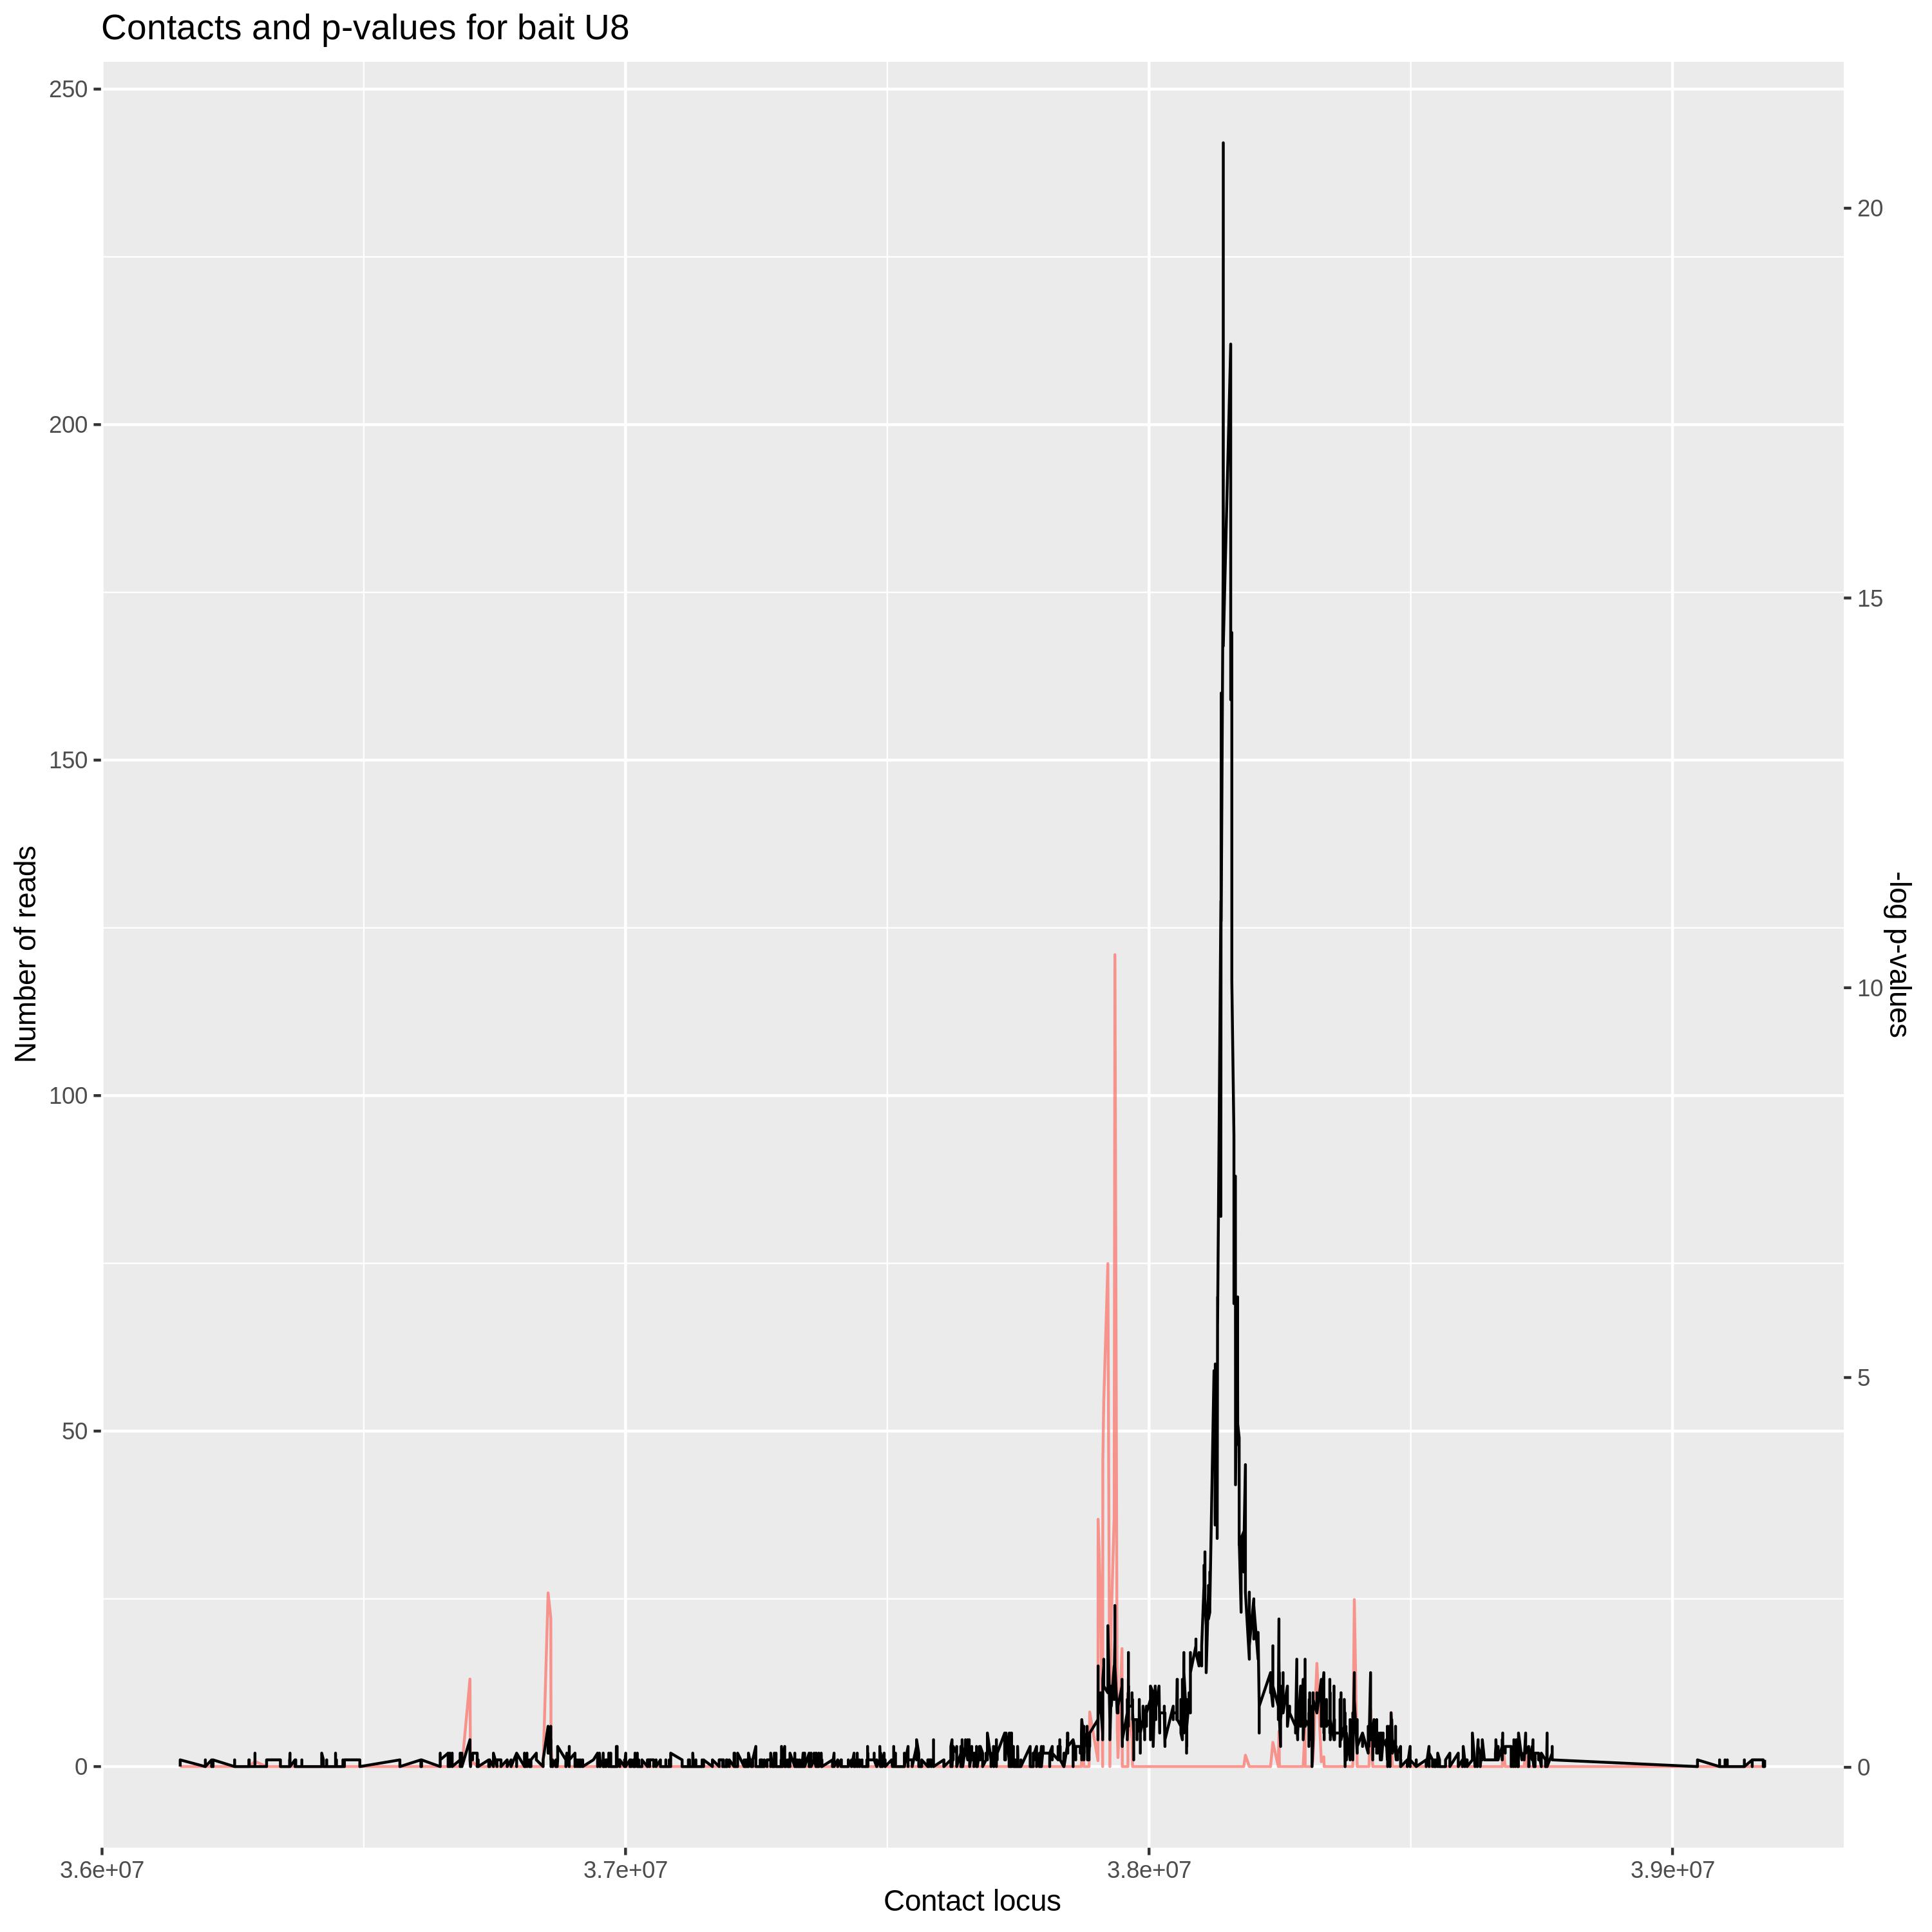 Contacts and p-values for bait U8
250
200
150
100
50
0
Number of reads
20
15
10
5
0
-log p-values
3.6e+07
3.7e+07
3.8e+07
3.9e+07
Contact locus